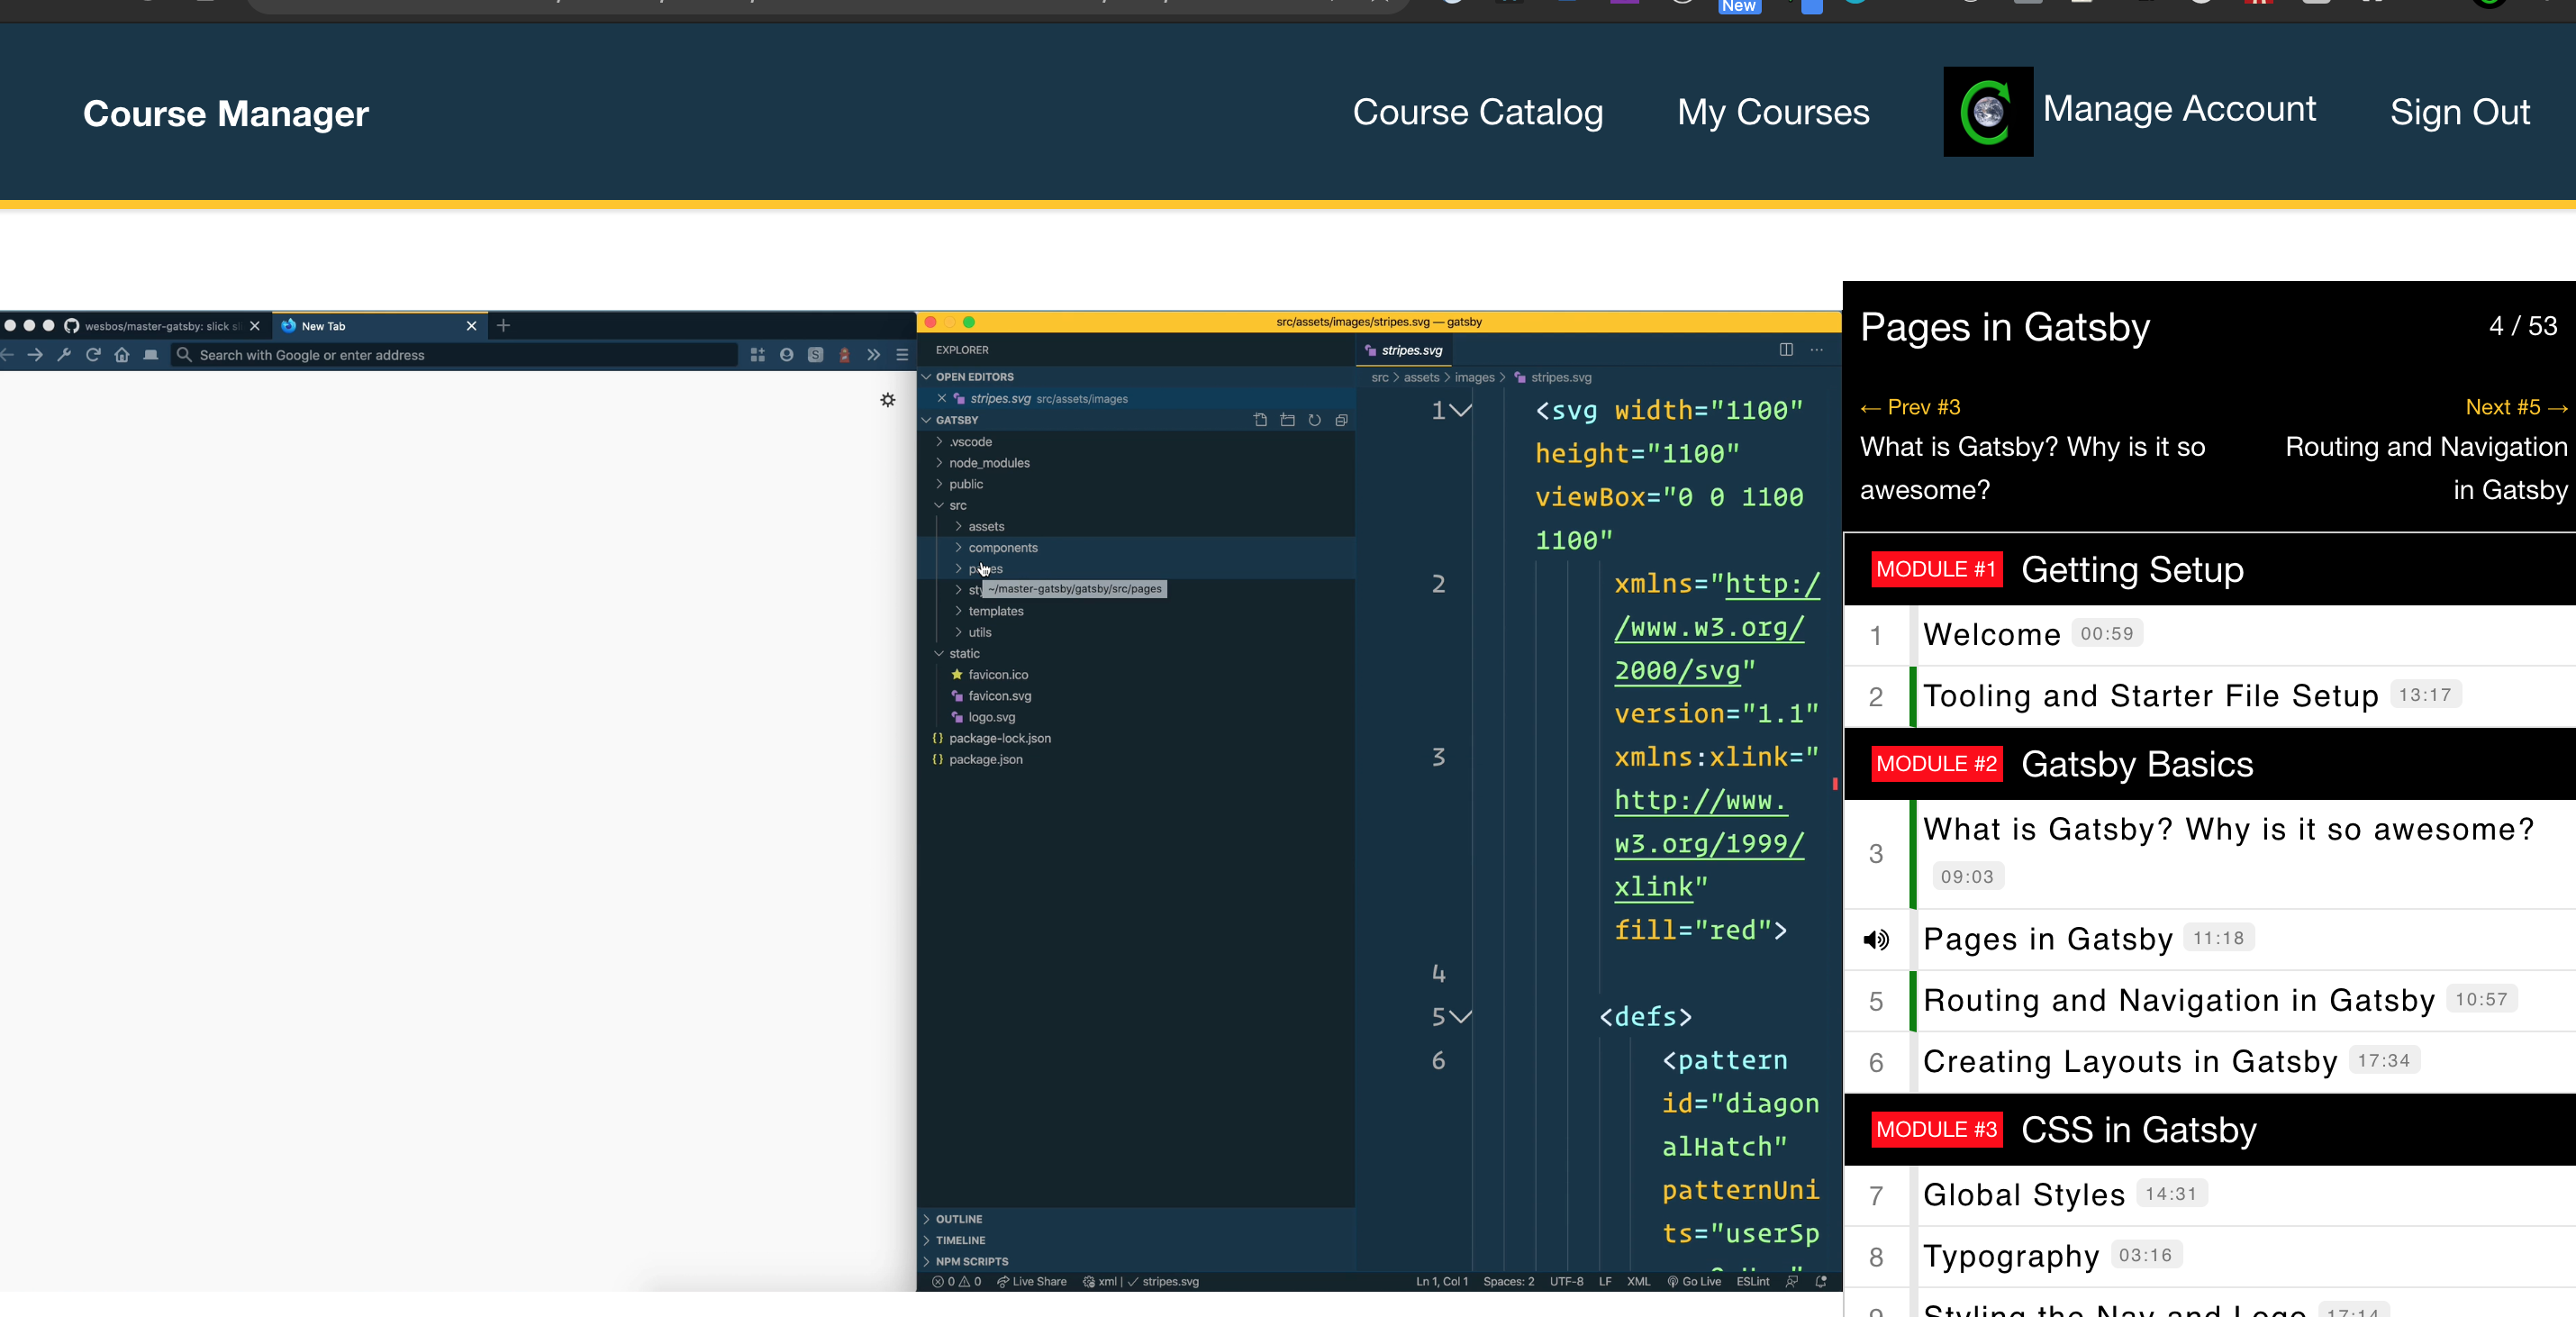 New
Course Manager
Course Catalog
My Courses
Manage Account
Sign Out
wesbos/master-gatsby: slick
New Tab
Search with Google or enter address
src/assets/images/stripes.svg — gatsby
EXPLORER
OPEN EDITORS
stripes.svg src/assets/images
GATSBY
.vscode
node_modules
public
src
assets
components
pages
~/master-gatsby/gatsby/src/pages
templates
utils
static
favicon.ico
favicon.svg
logo.svg
package-lock.json
package.json
OUTLINE
TIMELINE
NPM SCRIPTS
stripes.svg
src > assets > images > stripes.svg
1 <svg width="1100"
height="1100"
viewBox="0 0 1100
1100"
2 xmlns="http:/
/www.w3.org/
2000/svg"
version="1.1"
3 xmlns:xlink="
http://www.
w3.org/1999/
xlink"
fill="red">
4
5 <defs>
6 <pattern
id="diagon
alHatch"
patternUni
ts="userSp
0 0 Live Share xml | stripes.svg
Ln 1, Col 1 Spaces: 2 UTF-8 LF XML Go Live ESLint
Pages in Gatsby
4 / 53
← Prev #3
What is Gatsby? Why is it so
awesome?
Next #5 →
Routing and Navigation
in Gatsby
MODULE #1 Getting Setup
1 Welcome 00:59
2 Tooling and Starter File Setup 13:17
MODULE #2 Gatsby Basics
3 What is Gatsby? Why is it so awesome?
09:03
Pages in Gatsby 11:18
5 Routing and Navigation in Gatsby 10:57
6 Creating Layouts in Gatsby 17:34
MODULE #3 CSS in Gatsby
7 Global Styles 14:31
8 Typography 03:16
9 Styling the Nav and Logo 17:14